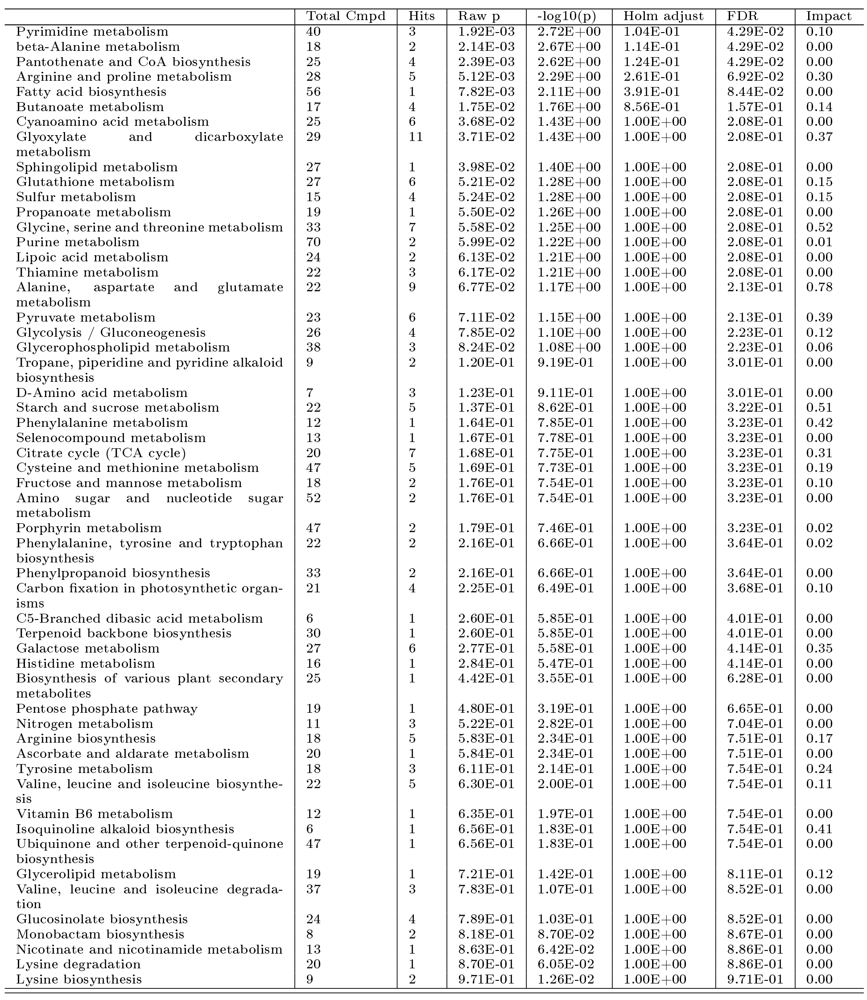 Total Cmpd Hits Raw p -log10(p) Holm adjust FDR Impact
Pyrimidine metabolism 40 3 1.92E-03 2.72E+00 1.04E-01 4.29E-02 0.10
beta-Alanine metabolism 18 2 2.14E-03 2.67E+00 1.14E-01 4.29E-02 0.00
Pantothenate and CoA biosynthesis 25 4 2.39E-03 2.62E+00 1.24E-01 4.29E-02 0.00
Arginine and proline metabolism 28 5 5.12E-03 2.29E+00 2.61E-01 6.92E-02 0.30
Fatty acid biosynthesis 56 1 7.82E-03 2.11E+00 3.91E-01 8.44E-02 0.00
Butanoate metabolism 17 4 1.75E-02 1.76E+00 8.56E-01 1.57E-01 0.14
Cyanoamino acid metabolism 25 6 3.68E-02 1.43E+00 1.00E+00 2.08E-01 0.00
Glyoxylate and dicarboxylate 29 11 3.71E-02 1.43E+00 1.00E+00 2.08E-01 0.37
metabolism
Sphingolipid metabolism 27 1 3.98E-02 1.40E+00 1.00E+00 2.08E-01 0.00
Glutathione metabolism 27 6 5.21E-02 1.28E+00 1.00E+00 2.08E-01 0.15
Sulfur metabolism 15 4 5.24E-02 1.28E+00 1.00E+00 2.08E-01 0.15
Propanoate metabolism 19 1 5.50E-02 1.26E+00 1.00E+00 2.08E-01 0.00
Glycine, serine and threonine metabolism 33 7 5.58E-02 1.25E+00 1.00E+00 2.08E-01 0.52
Purine metabolism 70 2 5.99E-02 1.22E+00 1.00E+00 2.08E-01 0.01
Lipoic acid metabolism 24 2 6.13E-02 1.21E+00 1.00E+00 2.08E-01 0.00
Thiamine metabolism 22 3 6.17E-02 1.21E+00 1.00E+00 2.08E-01 0.00
Alanine, aspartate and glutamate 22 9 6.77E-02 1.17E+00 1.00E+00 2.13E-01 0.78
metabolism
Pyruvate metabolism 23 6 7.11E-02 1.15E+00 1.00E+00 2.13E-01 0.39
Glycolysis / Gluconeogenesis 26 4 7.85E-02 1.10E+00 1.00E+00 2.23E-01 0.12
Glycerophospholipid metabolism 38 3 8.24E-02 1.08E+00 1.00E+00 2.23E-01 0.06
Tropane, piperidine and pyridine alkaloid 9 2 1.20E-01 9.19E-01 1.00E+00 3.01E-01 0.00
biosynthesis
D-Amino acid metabolism 7 3 1.23E-01 9.11E-01 1.00E+00 3.01E-01 0.00
Starch and sucrose metabolism 22 5 1.37E-01 8.62E-01 1.00E+00 3.22E-01 0.51
Phenylalanine metabolism 12 1 1.64E-01 7.85E-01 1.00E+00 3.23E-01 0.42
Selenocompound metabolism 13 1 1.67E-01 7.78E-01 1.00E+00 3.23E-01 0.00
Citrate cycle (TCA cycle) 20 7 1.68E-01 7.75E-01 1.00E+00 3.23E-01 0.31
Cysteine and methionine metabolism 47 5 1.69E-01 7.73E-01 1.00E+00 3.23E-01 0.19
Fructose and mannose metabolism 18 2 1.76E-01 7.54E-01 1.00E+00 3.23E-01 0.10
Amino sugar and nucleotide sugar 52 2 1.76E-01 7.54E-01 1.00E+00 3.23E-01 0.00
metabolism
Porphyrin metabolism 47 2 1.79E-01 7.46E-01 1.00E+00 3.23E-01 0.02
Phenylalanine, tyrosine and tryptophan 22 2 2.16E-01 6.66E-01 1.00E+00 3.64E-01 0.02
biosynthesis
Phenylpropanoid biosynthesis 33 2 2.16E-01 6.66E-01 1.00E+00 3.64E-01 0.00
Carbon fixation in photosynthetic organ- 21 4 2.25E-01 6.49E-01 1.00E+00 3.68E-01 0.10
isms
C5-Branched dibasic acid metabolism 6 1 2.60E-01 5.85E-01 1.00E+00 4.01E-01 0.00
Terpenoid backbone biosynthesis 30 1 2.60E-01 5.85E-01 1.00E+00 4.01E-01 0.00
Galactose metabolism 27 6 2.77E-01 5.58E-01 1.00E+00 4.14E-01 0.35
Histidine metabolism 16 1 2.84E-01 5.47E-01 1.00E+00 4.14E-01 0.00
Biosynthesis of various plant secondary 25 1 4.42E-01 3.55E-01 1.00E+00 6.28E-01 0.00
metabolites
Pentose phosphate pathway 19 1 4.80E-01 3.19E-01 1.00E+00 6.65E-01 0.00
Nitrogen metabolism 11 3 5.22E-01 2.82E-01 1.00E+00 7.04E-01 0.00
Arginine biosynthesis 18 5 5.83E-01 2.34E-01 1.00E+00 7.51E-01 0.17
Ascorbate and aldarate metabolism 20 1 5.84E-01 2.34E-01 1.00E+00 7.51E-01 0.00
Tyrosine metabolism 18 3 6.11E-01 2.14E-01 1.00E+00 7.54E-01 0.24
Valine, leucine and isoleucine biosynthe- 22 5 6.30E-01 2.00E-01 1.00E+00 7.54E-01 0.11
sis
Vitamin B6 metabolism 12 1 6.35E-01 1.97E-01 1.00E+00 7.54E-01 0.00
Isoquinoline alkaloid biosynthesis 6 1 6.56E-01 1.83E-01 1.00E+00 7.54E-01 0.41
Ubiquinone and other terpenoid-quinone 47 1 6.56E-01 1.83E-01 1.00E+00 7.54E-01 0.00
biosynthesis
Glycerolipid metabolism 19 1 7.21E-01 1.42E-01 1.00E+00 8.11E-01 0.12
Valine, leucine and isoleucine degrada- 37 3 7.83E-01 1.07E-01 1.00E+00 8.52E-01 0.00
tion
Glucosinolate biosynthesis 24 4 7.89E-01 1.03E-01 1.00E+00 8.52E-01 0.00
Monobactam biosynthesis 8 2 8.18E-01 8.70E-02 1.00E+00 8.67E-01 0.00
Nicotinate and nicotinamide metabolism 13 1 8.63E-01 6.42E-02 1.00E+00 8.86E-01 0.00
Lysine degradation 20 1 8.70E-01 6.05E-02 1.00E+00 8.86E-01 0.00
Lysine biosynthesis 9 2 9.71E-01 1.26E-02 1.00E+00 9.71E-01 0.00